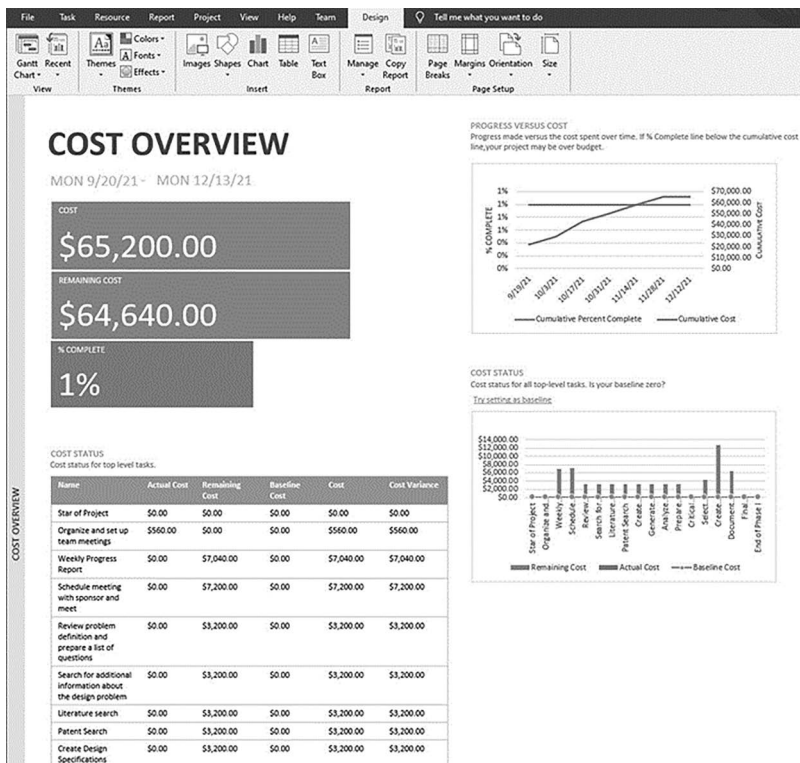 File Task Resource Report Project View Help Team Design Tell me what you want to do
Gantt Chart Recent Themes Colors Fonts Effects Images Shapes Chart Table Text Box Manage Copy Report Page Breaks Margins Orientation Size
View Themes Insert Report Page Setup
COST OVERVIEW
MON 9/20/21 - MON 12/13/21
COST
$65,200.00
REMAINING COST
$64,640.00
% COMPLETE
1%
COST STATUS
Cost status for top level tasks.
Name Actual Cost Remaining Cost Baseline Cost Cost Cost Variance
Star of Project $0.00 $0.00 $0.00 $0.00 $0.00
Organize and set up team meetings $560.00 $0.00 $0.00 $560.00 $560.00
Weekly Progress Report $0.00 $7,040.00 $0.00 $7,040.00 $7,040.00
Schedule meeting with sponsor and meet $0.00 $7,200.00 $0.00 $7,200.00 $7,200.00
Review problem definition and prepare a list of questions $0.00 $3,200.00 $0.00 $3,200.00 $3,200.00
Search for additional information about the design problem $0.00 $3,200.00 $0.00 $3,200.00 $3,200.00
Literature search $0.00 $3,200.00 $0.00 $3,200.00 $3,200.00
Patent Search $0.00 $3,200.00 $0.00 $3,200.00 $3,200.00
Create Design Specifications $0.00 $3,200.00 $0.00 $3,200.00 $3,200.00
PROGRESS VERSUS COST
Progress made versus the cost spent over time. If % Complete line below the cumulative cost
line,your project may be over budget.
% COMPLETE
1%
1%
1%
1%
0%
0%
0%
$70,000.00
$60,000.00
$50,000.00
$40,000.00
$30,000.00
$20,000.00
$10,000.00
$0.00
CUMULATIVE COST
9/19/21 10/3/21 10/17/21 10/31/21 11/14/21 11/28/21 12/12/21
Cumulative Percent Complete Cumulative Cost
COST STATUS
Cost status for all top-level tasks. Is your baseline zero?
Try setting as baseline
$14,000.00
$12,000.00
$10,000.00
$8,000.00
$6,000.00
$4,000.00
$2,000.00
$0.00
Star of Project
Organize and.
Weekly.
Schedule.
Review.
Search for.
Literature.
Patent Search
Create.
Generate.
Analyze.
Prepare.
Critical.
Select.
Create.
Document.
Final.
End of Phase I
Remaining Cost Actual Cost Baseline Cost
COST OVERVIEW